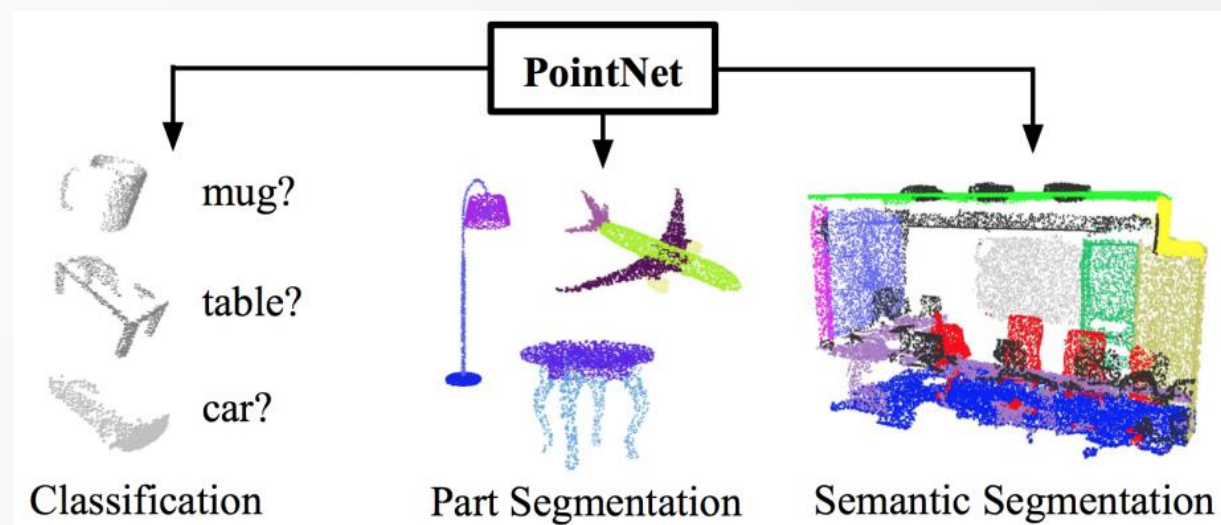 PointNet
mug?
table?
car?
Classification
Part Segmentation
Semantic Segmentation